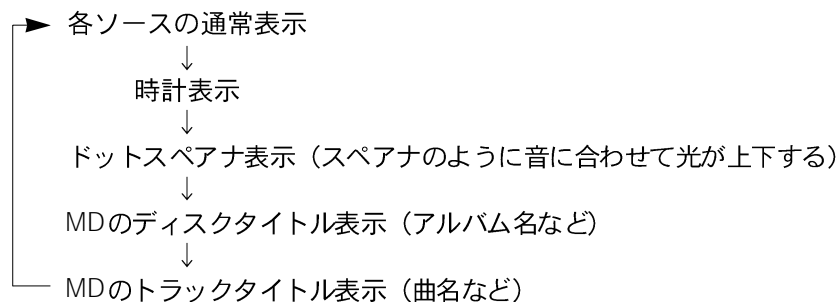 各ソースの通常表示
時計表示
ドットスペアナ表示（スペアナのように音に合わせて光が上下する）
MDのディスクタイトル表示（アルバム名など）
MDのトラックタイトル表示（曲名など）